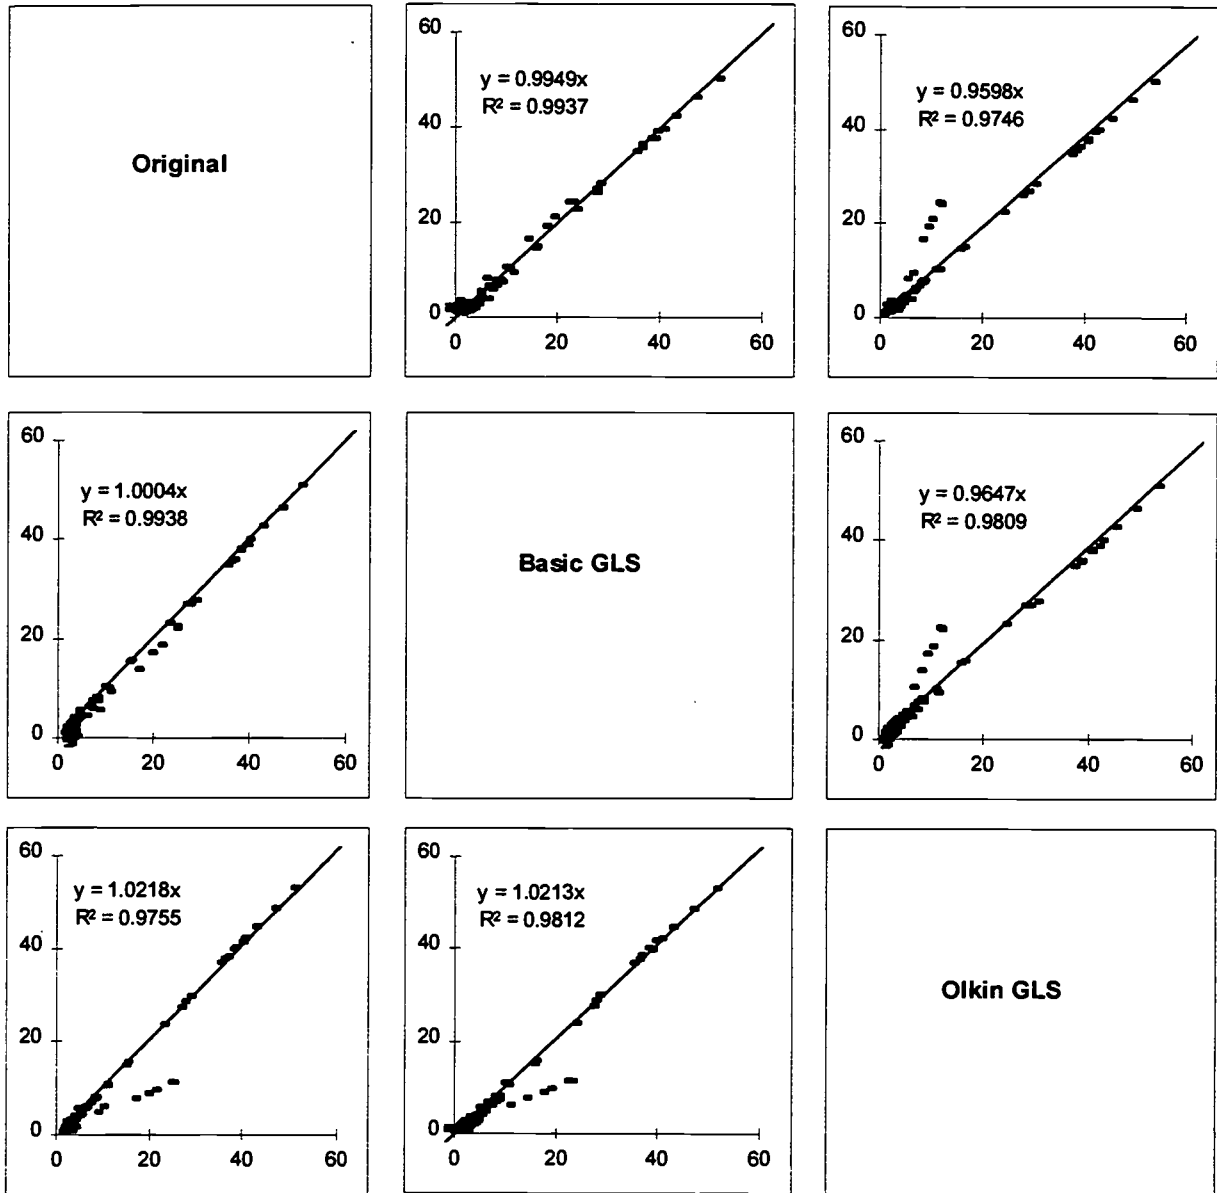 Original
60
40
20
0
y = 0.9949x
R² = 0.9937
0 20 40 60
60
40
20
0
y = 0.9598x
R² = 0.9746
0 20 40 60
60
40
20
0
y = 1.0004x
R² = 0.9938
0 20 40 60
Basic GLS
60
40
20
0
y = 0.9647x
R² = 0.9809
0 20 40 60
60
40
20
0
y = 1.0218x
R² = 0.9755
0 20 40 60
60
40
20
0
y = 1.0213x
R² = 0.9812
0 20 40 60
Olkin GLS